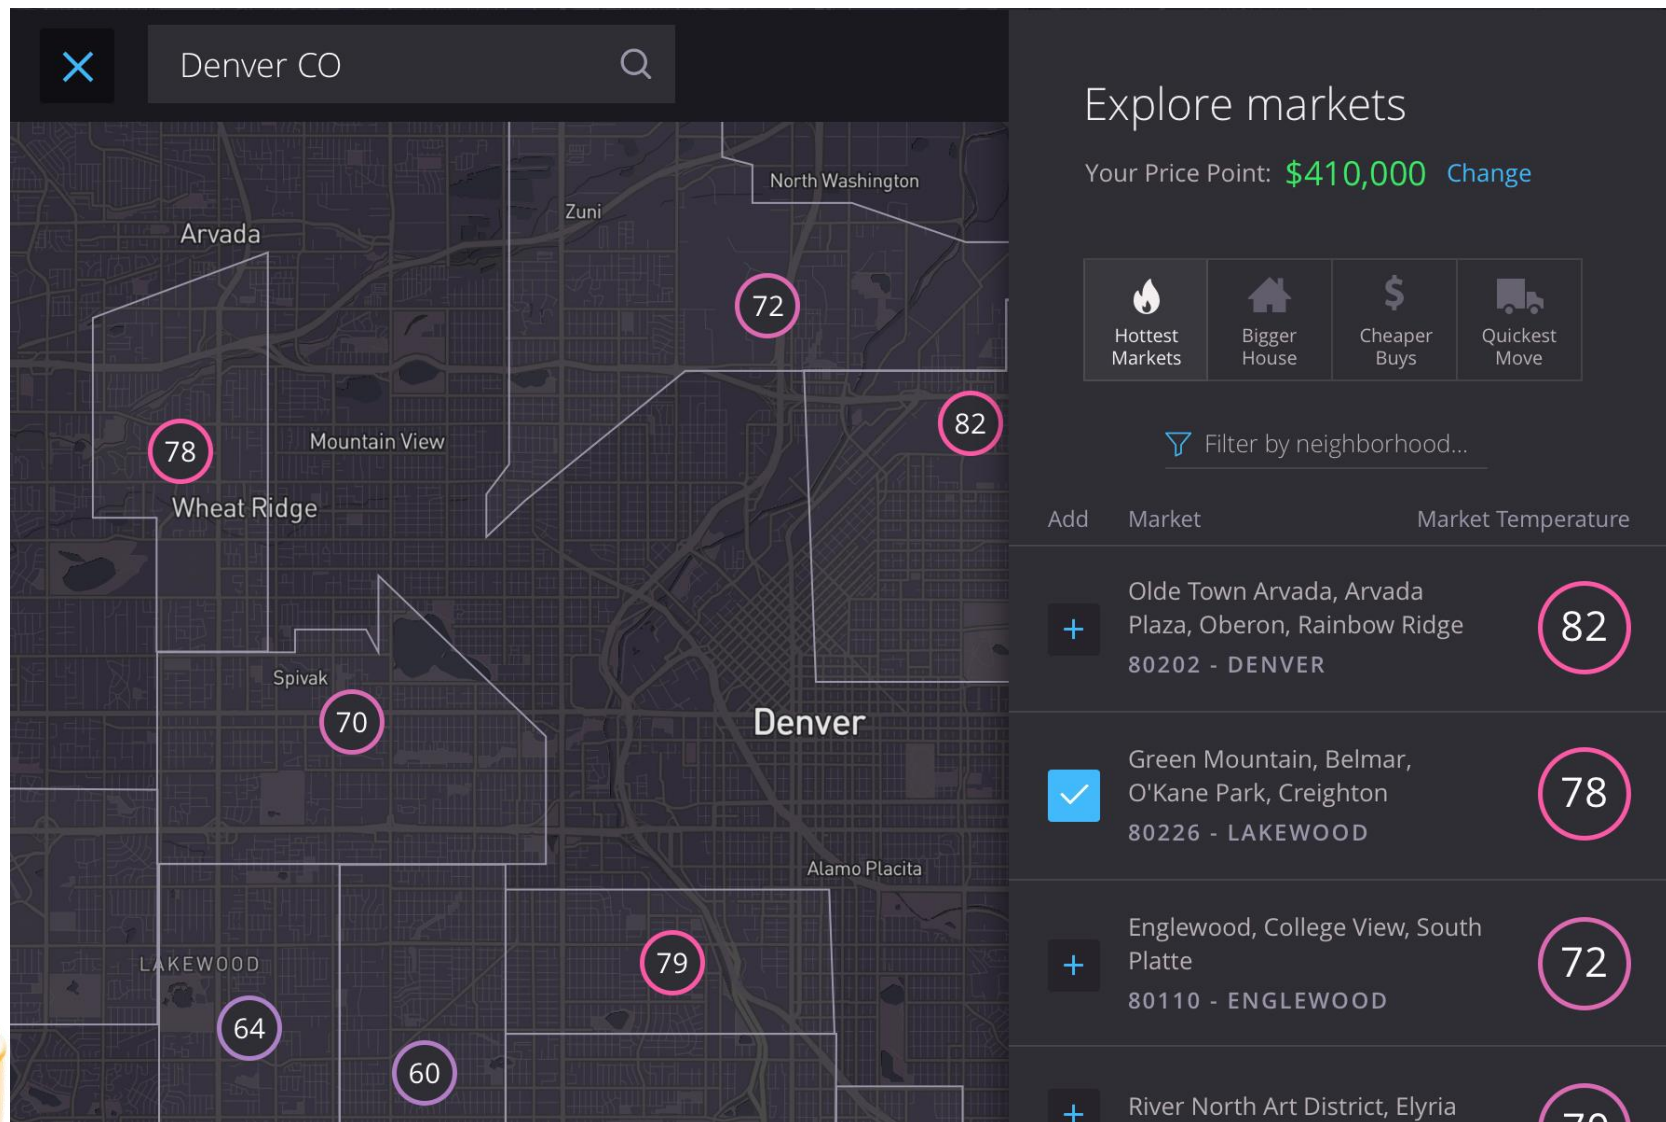 Denver CO
Explore markets
Your Price Point: $410,000 Change
Hottest
Markets
Bigger
House
Cheaper
Buys
Quickest
Move
Filter by neighborhood...
Add Market Market Temperature
Olde Town Arvada, Arvada
Plaza, Oberon, Rainbow Ridge
80202 - DENVER
82
Green Mountain, Belmar,
O'Kane Park, Creighton
80226 - LAKEWOOD
78
Englewood, College View, South
Platte
80110 - ENGLEWOOD
72
River North Art District, Elyria
North Washington
Zuni
Arvada
72
82
Mountain View
78
Wheat Ridge
Spivak
70
Denver
Alamo Placita
LAKEWOOD
79
64
60